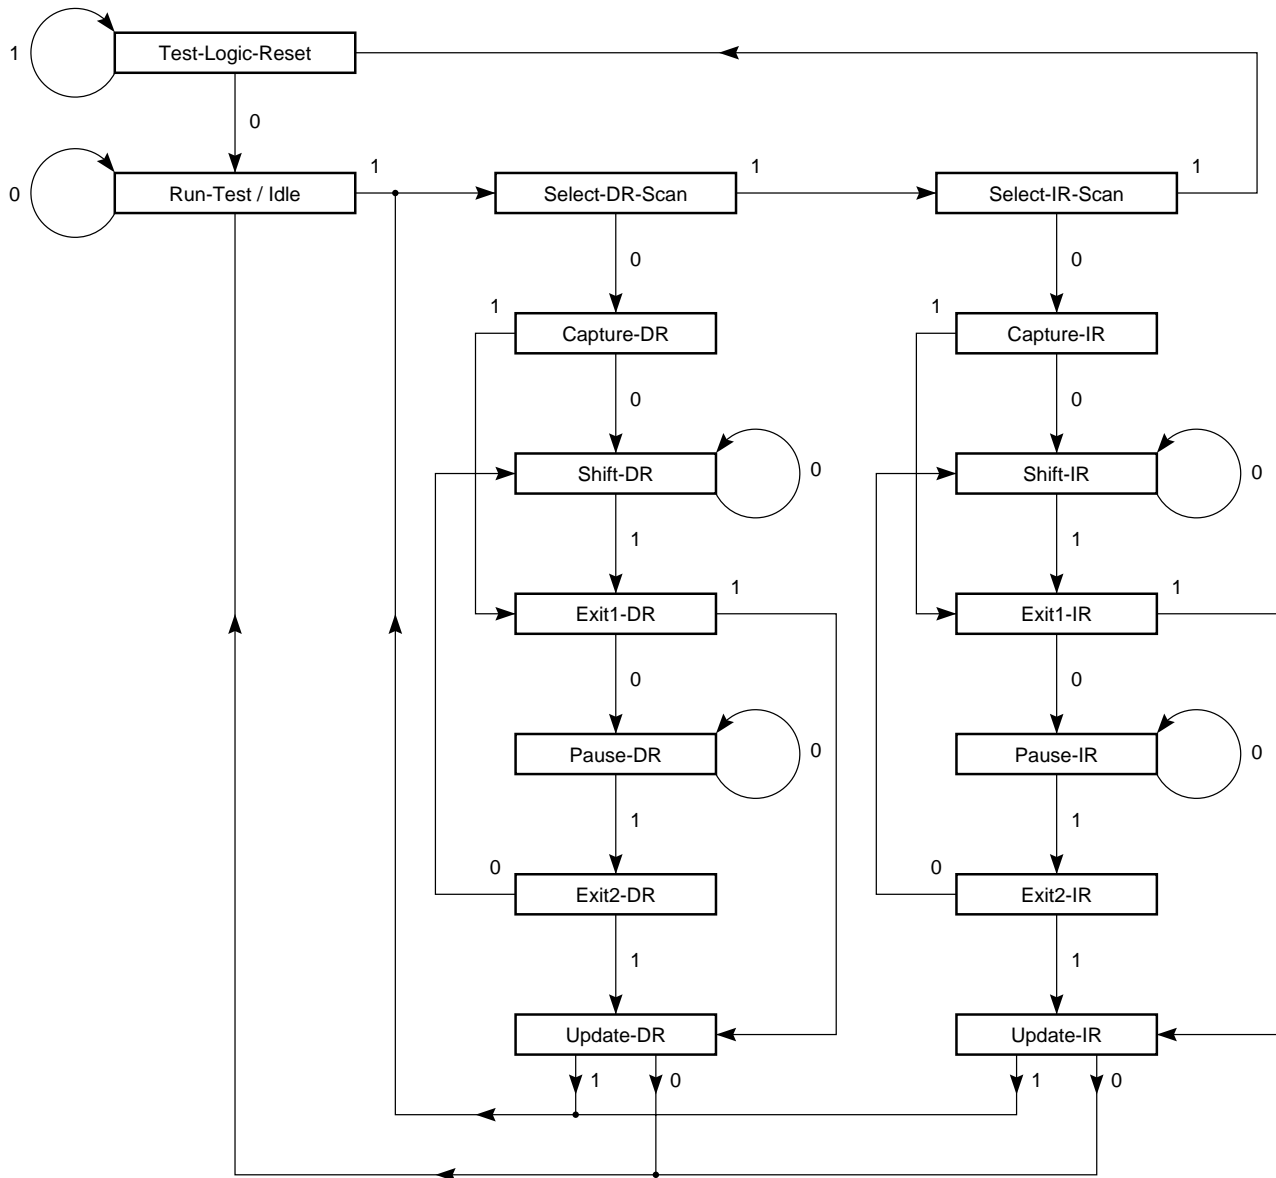 1
Test-Logic-Reset
0
0
Run-Test / Idle
1
Select-DR-Scan
1
Select-IR-Scan
1
0
0
1
1
Capture-DR
Capture-IR
0
0
Shift-DR
0
Shift-IR
0
1
1
1
1
Exit1-DR
Exit1-IR
0
0
Pause-DR
0
Pause-IR
0
1
1
0
0
Exit2-DR
Exit2-IR
1
1
Update-DR
Update-IR
1
0
1
0